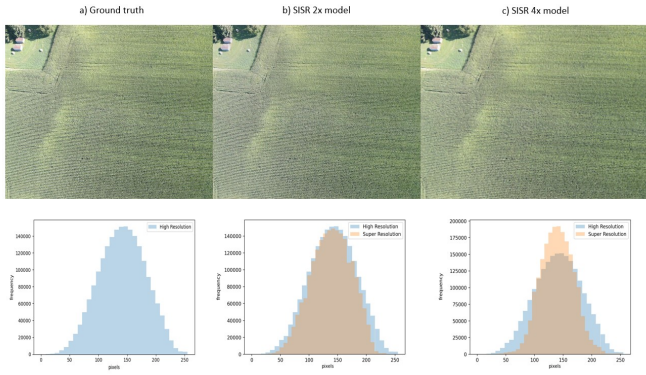 a) Ground truth
b) SISR 2x model
c) SISR 4x model
High Resolution
frequency
140000
120000
100000
80000
60000
40000
20000
0
0 50 100 150 200 250
pixels
High Resolution
Super Resolution
frequency
140000
120000
100000
80000
60000
40000
20000
0
0 50 100 150 200 250
pixels
High Resolution
Super Resolution
frequency
200000
175000
150000
125000
100000
75000
50000
25000
0
0 50 100 150 200 250
pixels